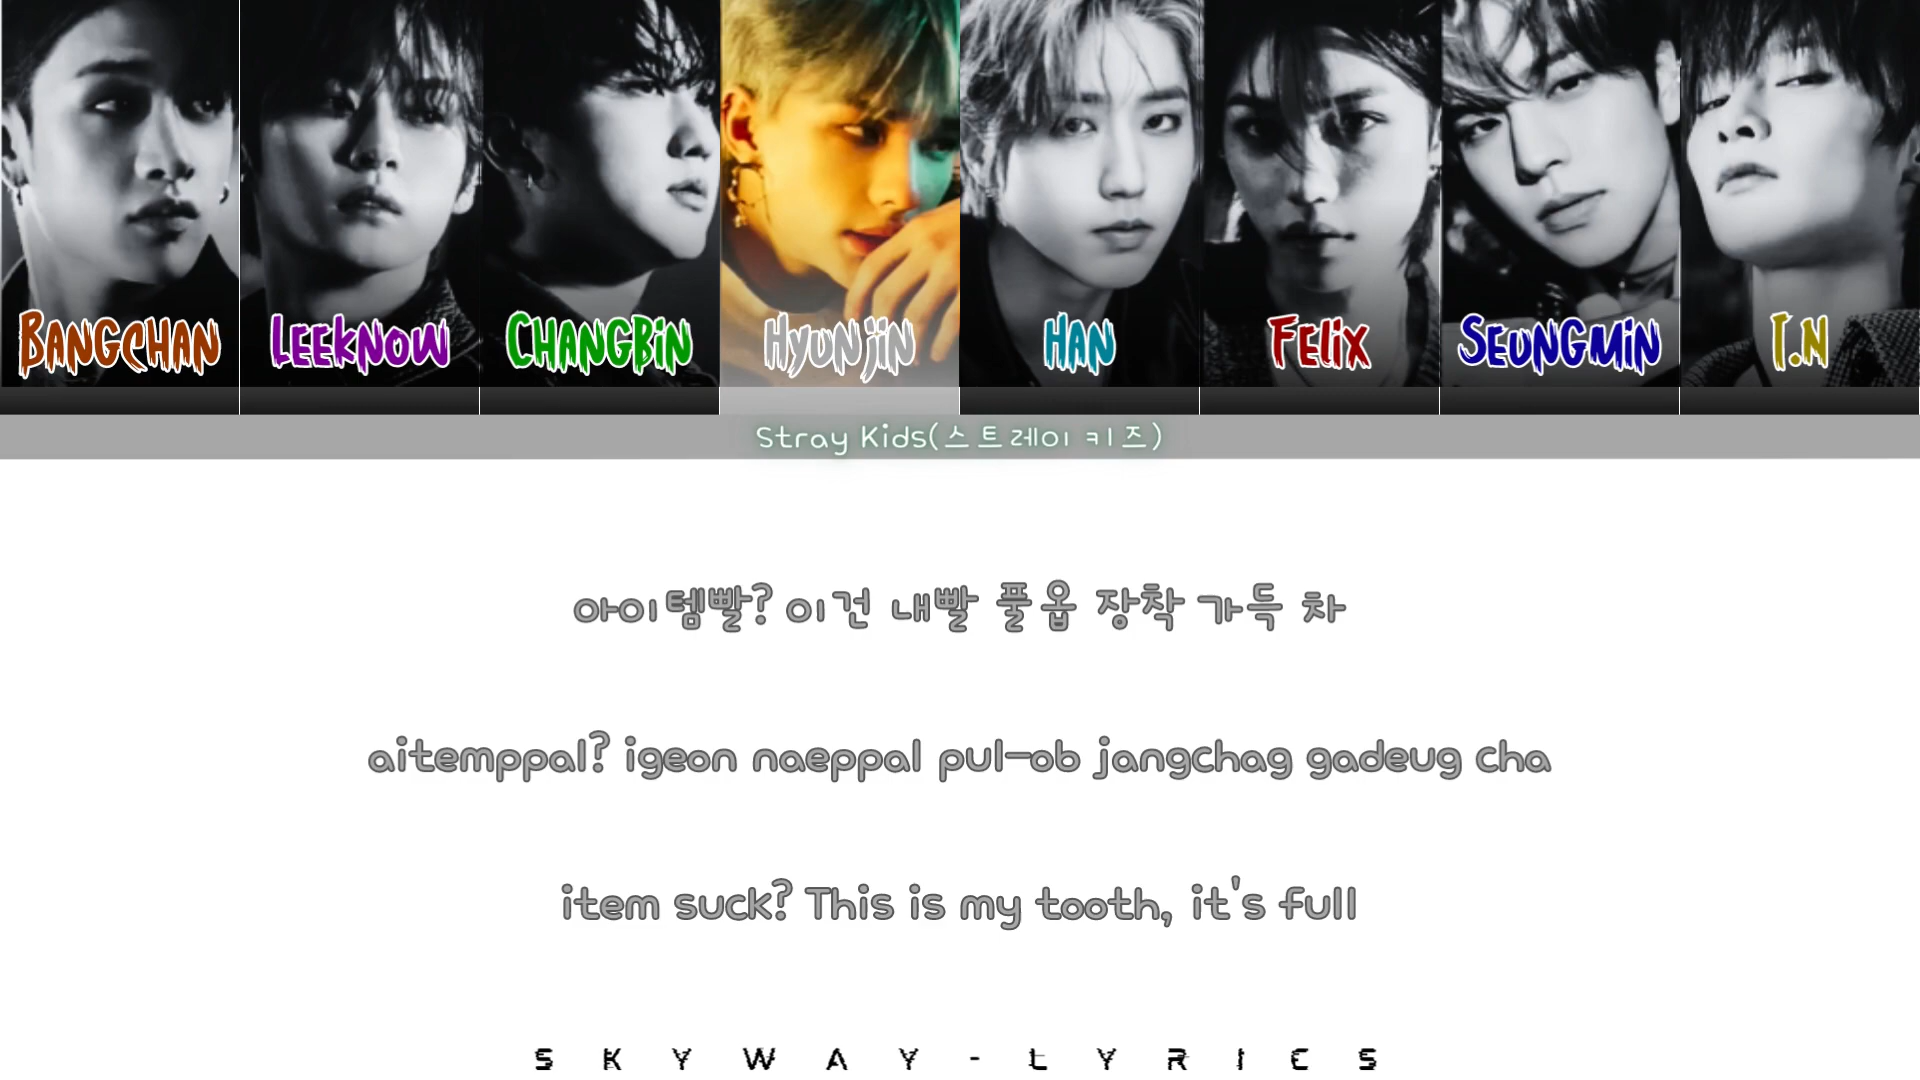 BANGCHAN LEEKNOW CHANGBIN HYUNJIN HAN FELIX SEUNGMIN I.N
Stray Kids(스트레이 키즈)
아이템빨? 이건 내빨 풀옵 장착 가득 차
aitemppal? igeon naeppal pul-ob jangchag gadeug cha
item suck? This is my tooth, it's full
SKYWAY-LYRICS